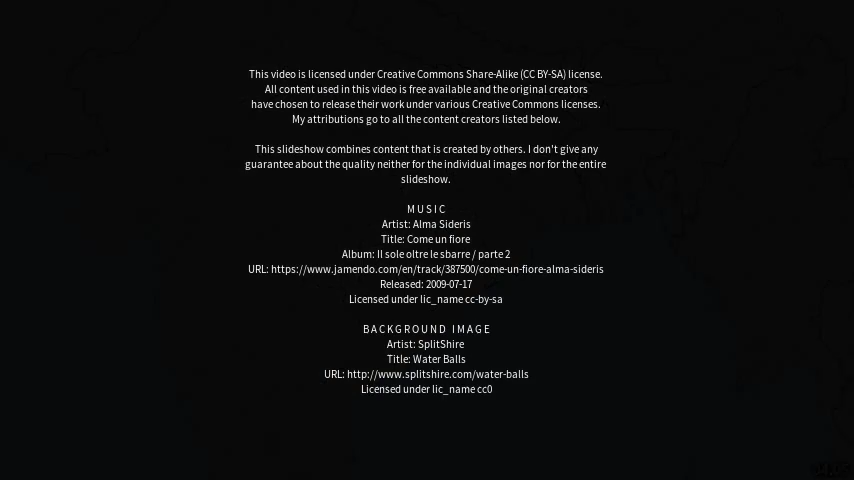 This video is licensed under Creative Commons Share-Alike (CC BY-SA) license.
All content used in this video is free available and the original creators
have chosen to release their work under various Creative Commons licenses.
My attributions go to all the content creators listed below.
This slideshow combines content that is created by others. I don't give any
guarantee about the quality neither for the individual images nor for the entire
slideshow.
MUSIC
Artist: Alma Sideris
Title: Come un fiore
Album: Il sole oltre le sbarre / parte 2
URL: https://www.jamendo.com/en/track/387500/come-un-fiore-alma-sideris
Released: 2009-07-17
Licensed under lic_name cc-by-sa
BACKGROUND IMAGE
Artist: SplitShire
Title: Water Balls
URL: http://www.splitshire.com/water-balls
Licensed under lic_name cc0